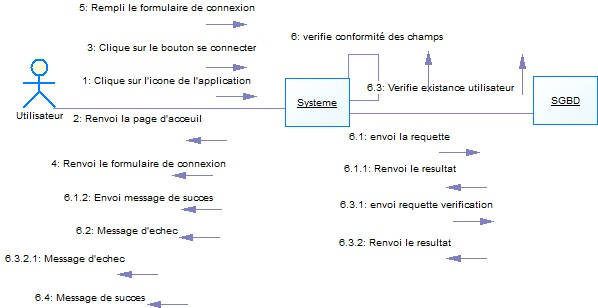 5: Rempli le formulaire de connexion
3: Clique sur le bouton se connecter
6: verifie conformité des champs
1: Clique sur l'icone de l'application
6.3: Verifie existance utilisateur
Systeme
SGBD
Utilisateur
2: Renvoi la page d'acceuil
6.1: envoi la requette
4: Renvoi le formulaire de connexion
6.1.1: Renvoi le resultat
6.1.2: Envoi message de succes
6.3.1: envoi requette verification
6.2: Message d'echec
6.3.2: Renvoi le resultat
6.3.2.1: Message d'echec
6.4: Message de succes